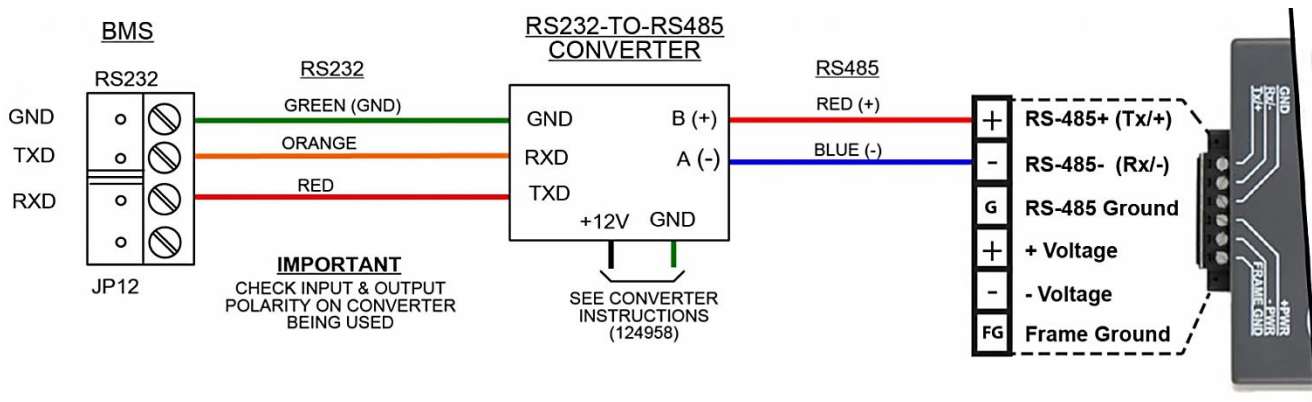 BMS
RS232
GND
TXD
RXD
JP12
RS232
GREEN (GND)
ORANGE
RED
IMPORTANT
CHECK INPUT & OUTPUT
POLARITY ON CONVERTER
BEING USED
RS232-TO-RS485
CONVERTER
GND
RXD
TXD
B (+)
A (-)
+12V GND
SEE CONVERTER
INSTRUCTIONS
(124958)
RS485
RED (+)
BLUE (-)
+ RS-485+ (Tx/+)
- RS-485- (Rx/-)
G RS-485 Ground
+ + Voltage
- - Voltage
FG Frame Ground
GND
Rx/-
Tx/+
+PWR
- PWR
FRAME GND